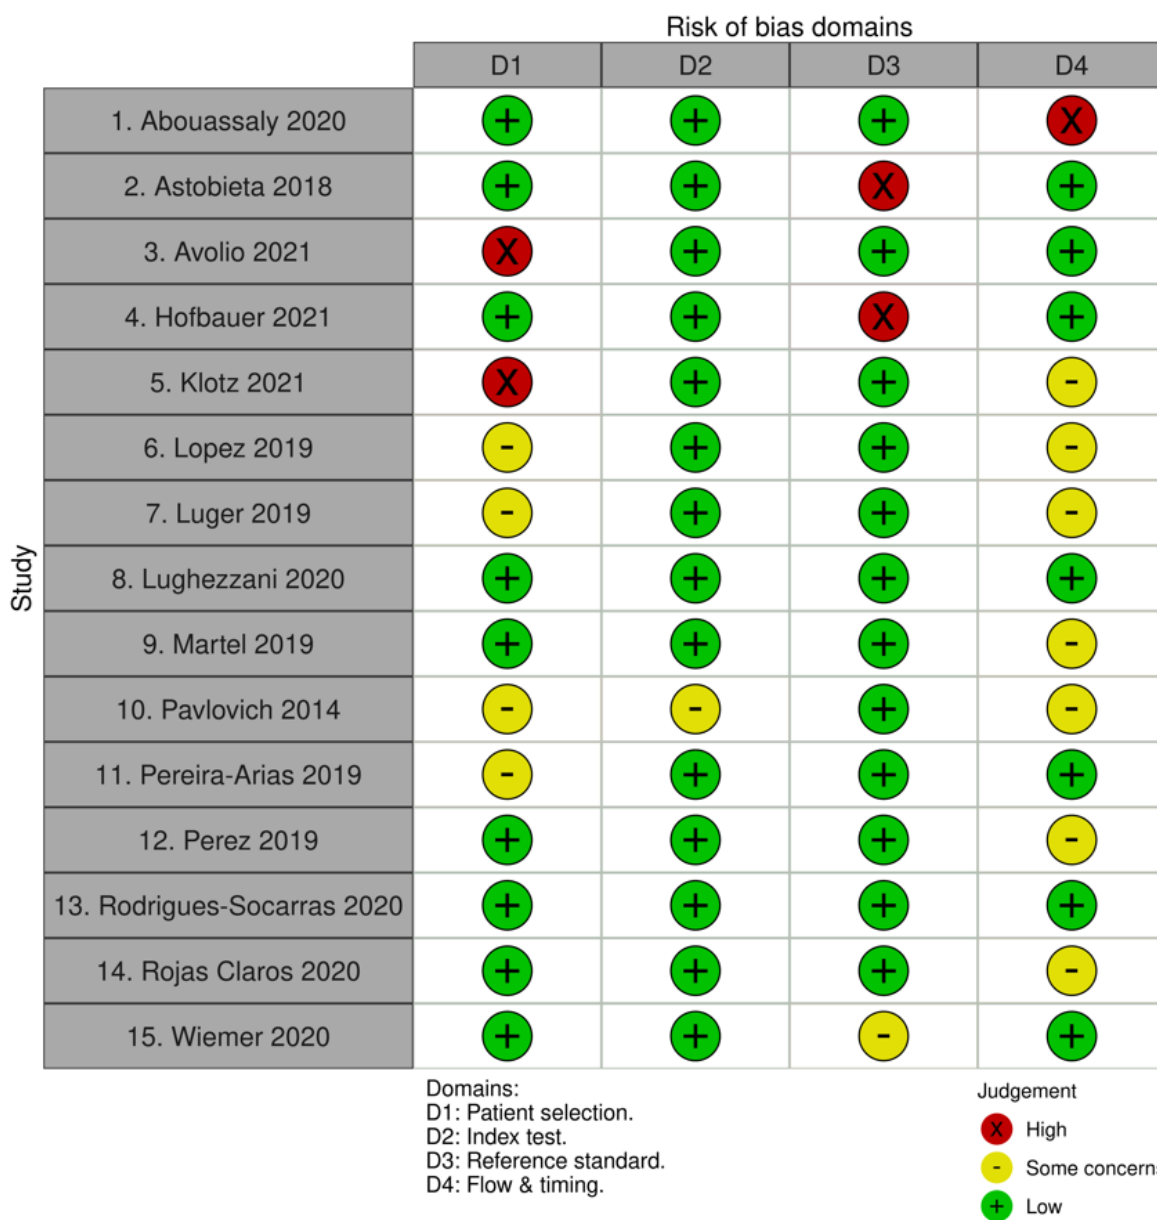 Risk of bias domains
D1 D2 D3 D4
Study
1. Abouassaly 2020 + + + X
2. Astobieta 2018 + + X +
3. Avolio 2021 X + + +
4. Hofbauer 2021 + + X +
5. Klotz 2021 X + + -
6. Lopez 2019 - + + -
7. Luger 2019 - + + -
8. Lughezzani 2020 + + + +
9. Martel 2019 + + + -
10. Pavlovich 2014 - - + -
11. Pereira-Arias 2019 - + + +
12. Perez 2019 + + + -
13. Rodrigues-Socarras 2020 + + + +
14. Rojas Claros 2020 + + + -
15. Wiemer 2020 + + - +
Domains:
D1: Patient selection.
D2: Index test.
D3: Reference standard.
D4: Flow & timing.
Judgement
X High
- Some concerns
+ Low